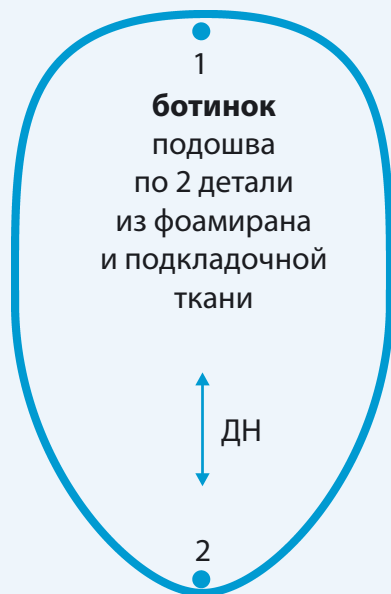 1
ботинок
подошва
по 2 детали
из фоамирана
и подкладочной
ткани
ДН
2